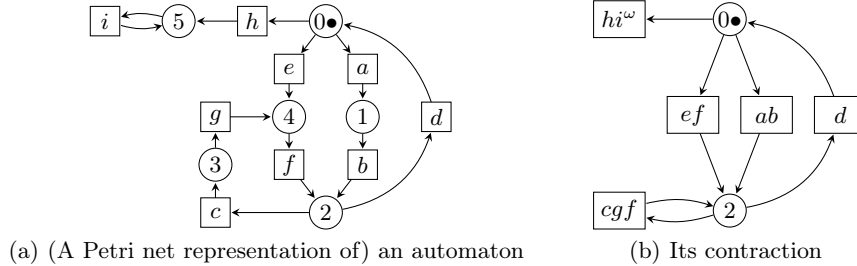 i 5 h 0●
e a
g 4 1 d
3 f b
c 2
(a) (A Petri net representation of) an automaton
hi^ω 0●
ef ab d
cgf 2
(b) Its contraction